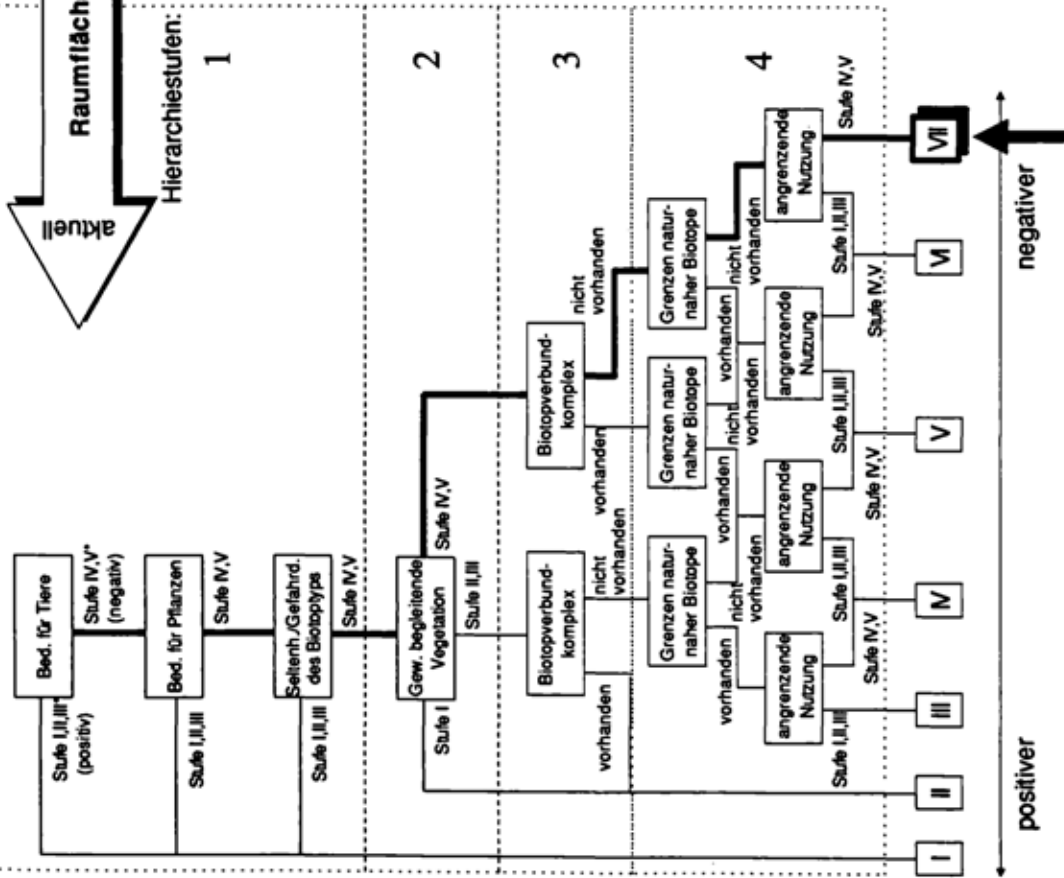 Raumfläch
aktuell
Hierarchiestufen:
1
Bed. für Tiere
Stufe I,II,III*
(positiv)
Stufe IV,V*
(negativ)
Bed. für Pflanzen
Stufe I,II,III
Stufe IV,V
Seltenh./Gefährd.
des Biotoptyps
Stufe I,II,III
Stufe IV,V
2
Gew. begleitende
Vegetation
Stufe I
Stufe II,III
Stufe IV,V
3
Biotopverbund-
komplex
vorhanden
nicht
vorhanden
Biotopverbund-
komplex
vorhanden
nicht
vorhanden
4
Grenzen natur-
naher Biotope
vorhanden
nicht
vorhanden
Grenzen natur-
naher Biotope
vorhanden
nicht
vorhanden
Grenzen natur-
naher Biotope
vorhanden
nicht
vorhanden
angrenzende
Nutzung
Stufe I,II,III
Stufe IV,V
angrenzende
Nutzung
Stufe I,II,III
Stufe IV,V
angrenzende
Nutzung
Stufe I,II,III
Stufe IV,V
angrenzende
Nutzung
Stufe I,II,III
Stufe IV,V
I
II
III
IV
V
VI
VII
positiver
negativer